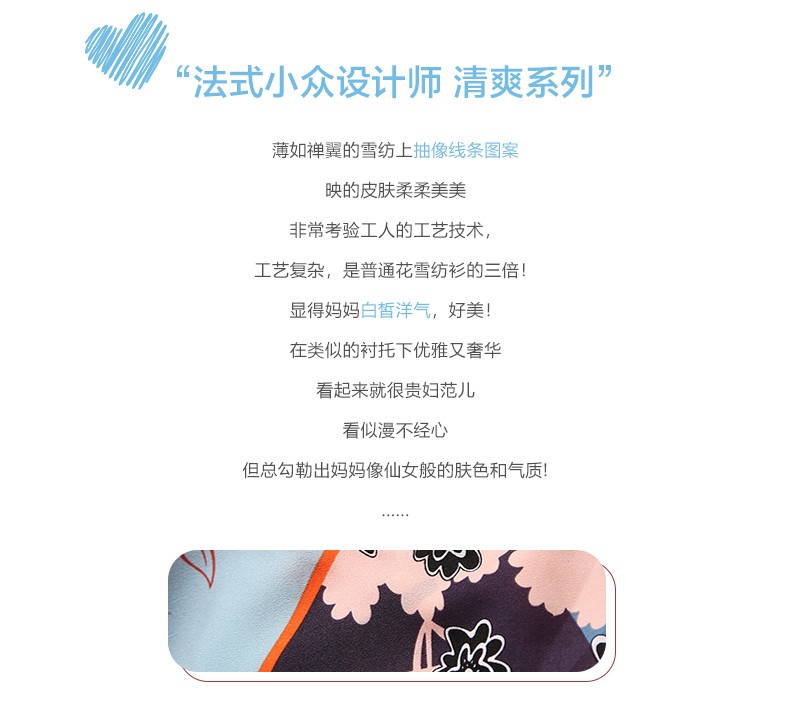 “法式小众设计师 清爽系列”
薄如禅翼的雪纺上抽像线条图案
映的皮肤柔柔美美
非常考验工人的工艺技术，
工艺复杂，是普通花雪纺衫的三倍！
显得妈妈白皙洋气，好美！
在类似的衬托下优雅又奢华
看起来就很贵妇范儿
看似漫不经心
但总勾勒出妈妈像仙女般的肤色和气质!
......